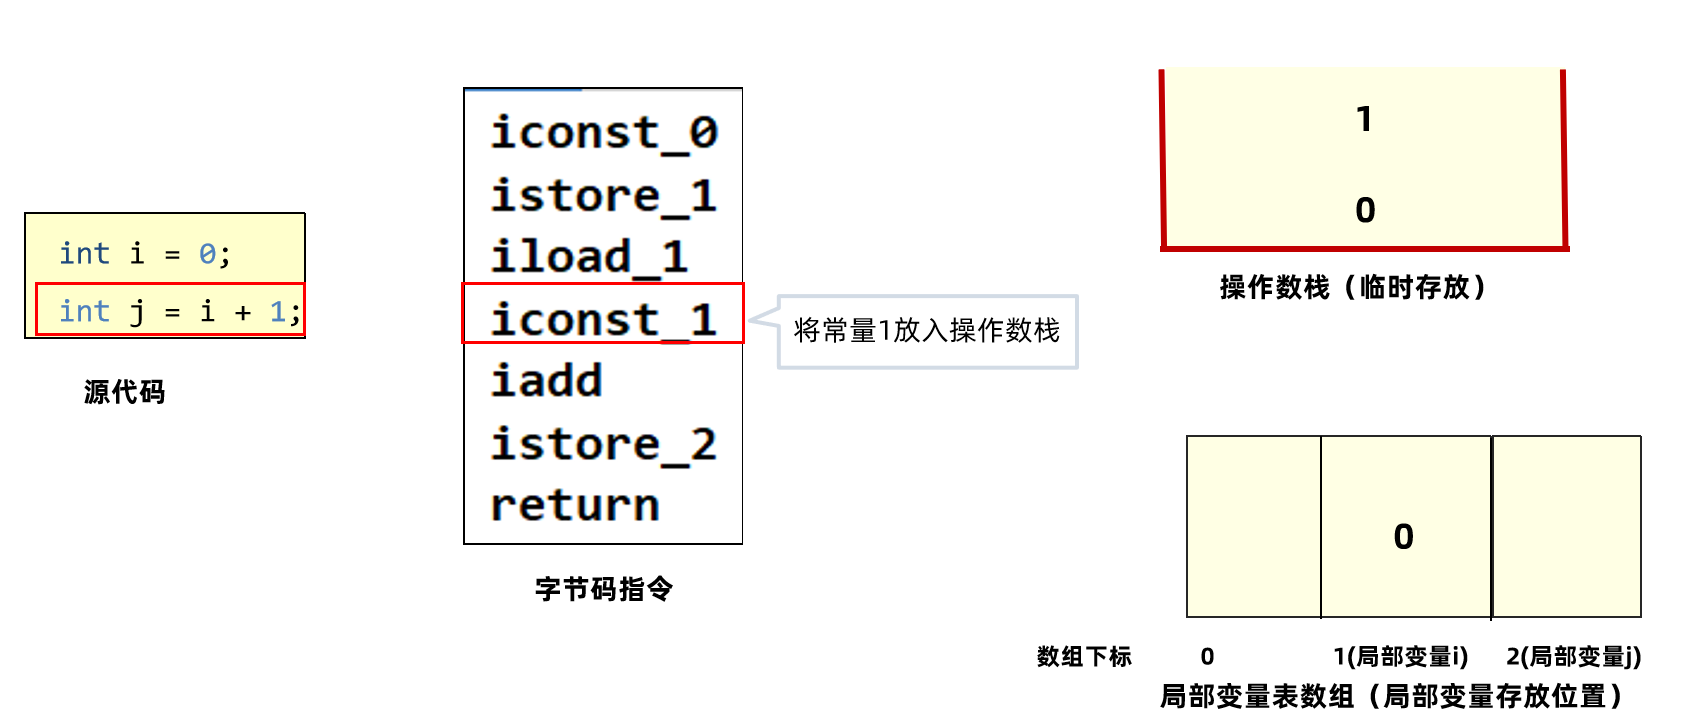 int i = 0;
int j = i + 1;
源代码
iconst_0
istore_1
iload_1
iconst_1
iadd
istore_2
return
字节码指令
将常量1放入操作数栈
1
0
操作数栈（临时存放）
0
数组下标 0 1(局部变量i) 2(局部变量j)
局部变量表数组（局部变量存放位置）